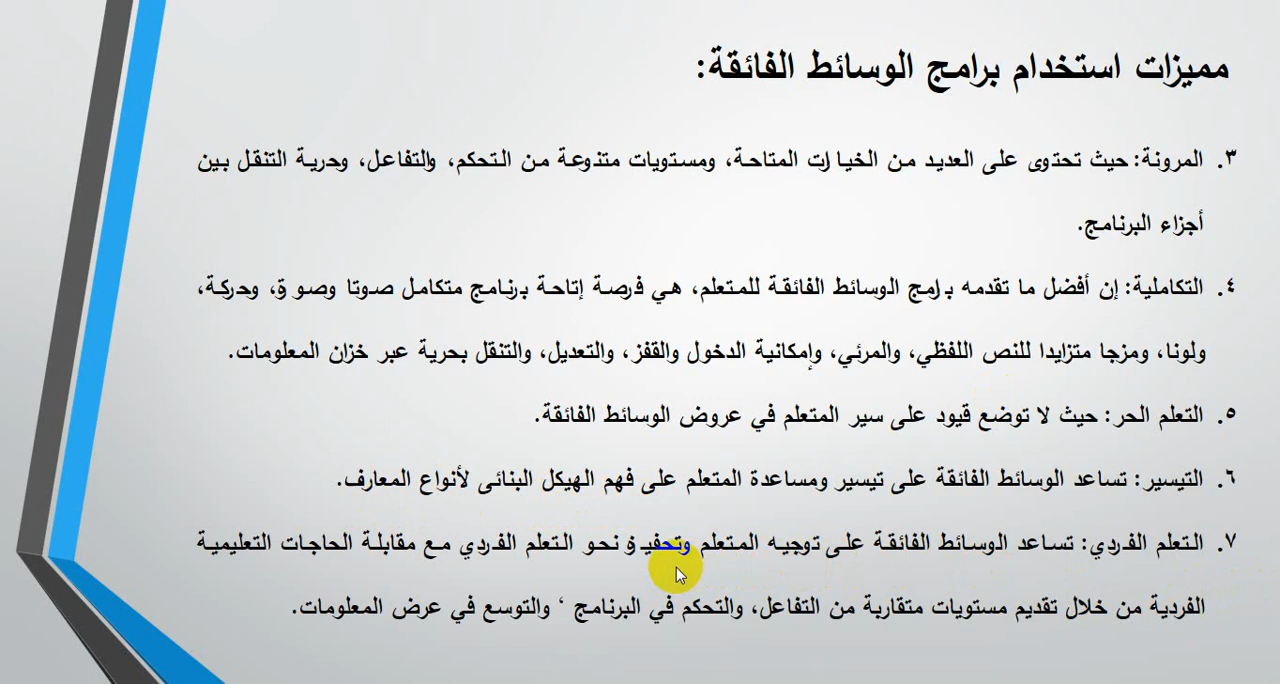 مميزات استخدام برامج الوسائط الفائقة:
٣. المرونة: حيث تحتوى على العديد من الخيارات المتاحة، ومستويات متنوعة من التحكم، والتفاعل، وحرية التنقل بين
أجزاء البرنامج.
٤. التكاملية: إن أفضل ما تقدمه برامج الوسائط الفائقة للمتعلم، هي فرصة إتاحة برنامج متكامل صوتا وصورة، وحركة،
ولونا، ومزجا متزايدا للنص اللفظي، والمرئي، وإمكانية الدخول والقفز، والتعديل، والتنقل بحرية عبر خزان المعلومات.
٥. التعلم الحر: حيث لا توضع قيود على سير المتعلم في عروض الوسائط الفائقة.
٦. التيسير: تساعد الوسائط الفائقة على تيسير ومساعدة المتعلم على فهم الهيكل البنائى لأنواع المعارف.
٧. التعلم الفردي: تساعد الوسائط الفائقة على توجيه المتعلم وتحفيزه نحو التعلم الفردي مع مقابلة الحاجات التعليمية
الفردية من خلال تقديم مستويات متقاربة من التفاعل، والتحكم في البرنامج ‘ والتوسع في عرض المعلومات.